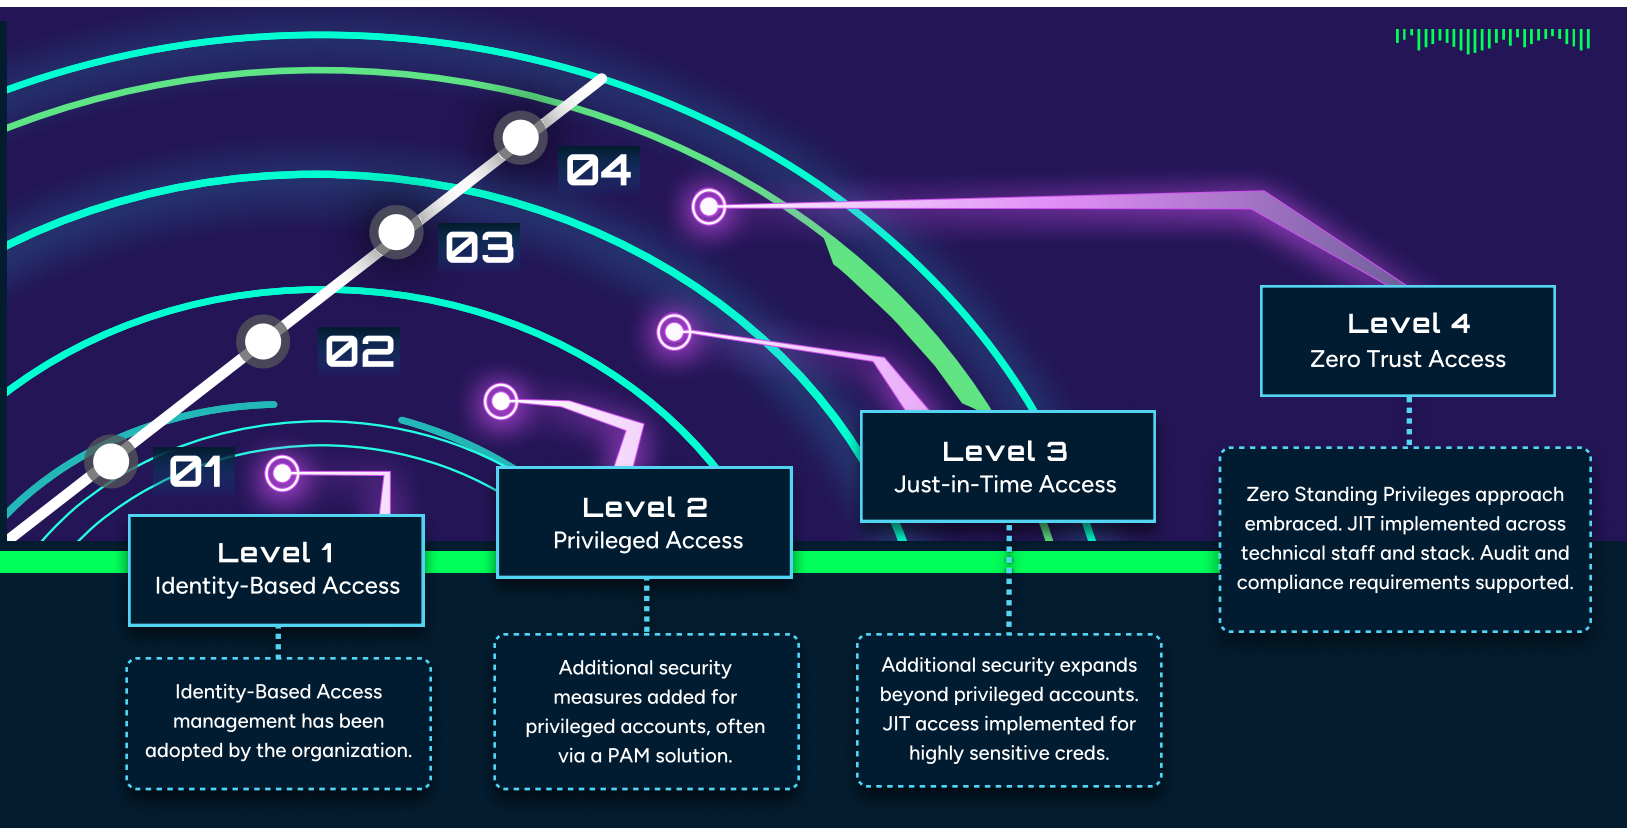 04
03
02
01
Level 1
Identity-Based Access
Identity-Based Access
management has been
adopted by the organization.
Level 2
Privileged Access
Additional security
measures added for
privileged accounts, often
via a PAM solution.
Level 3
Just-in-Time Access
Additional security expands
beyond privileged accounts.
JIT access implemented for
highly sensitive creds.
Level 4
Zero Trust Access
Zero Standing Privileges approach
embraced. JIT implemented across
technical staff and stack. Audit and
compliance requirements supported.